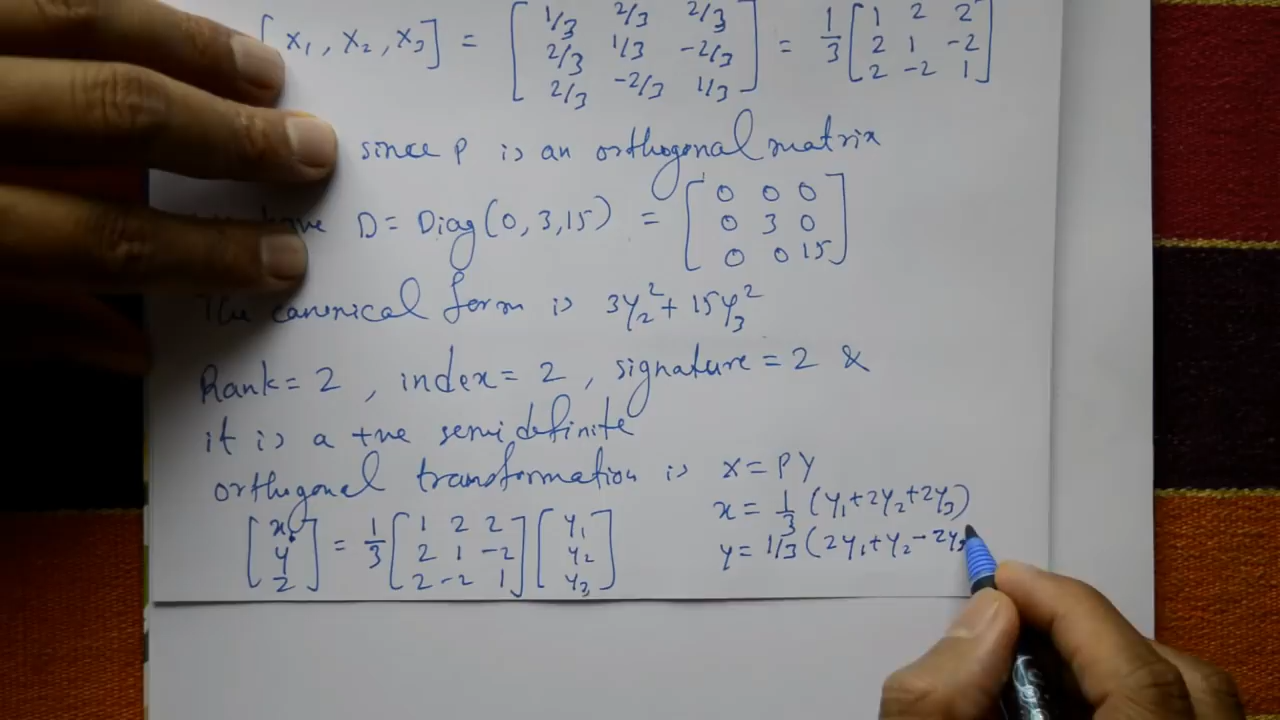 [x₁, x₂, x₃] = [1/3 2/3 2/3; 2/3 1/3 -2/3; 2/3 -2/3 1/3] = 1/3 [1 2 2; 2 1 -2; 2 -2 1]
since P is an orthogonal matrix
D = Diag(0, 3, 15) = [0 0 0; 0 3 0; 0 0 15]
The canonical form is 3y₂² + 15y₃²
Rank = 2, index = 2, signature = 2 &
it is a +ve semi definite
orthogonal transformation is X = PY
[x; y; z] = 1/3 [1 2 2; 2 1 -2; 2 -2 1] [y₁; y₂; y₃]
x = 1/3 (y₁+2y₂+2y₃)
y = 1/3 (2y₁+y₂-2y₃